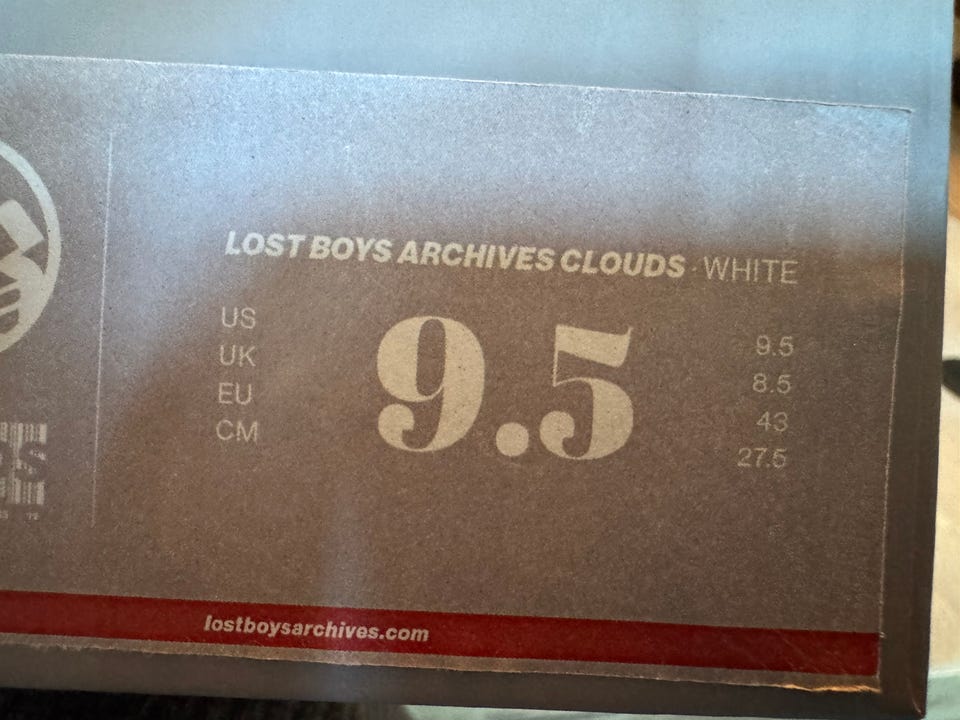 LOST BOYS ARCHIVES CLOUDS · WHITE
US 9.5
UK 8.5
EU 43
CM 27.5
9.5
lostboysarchives.com